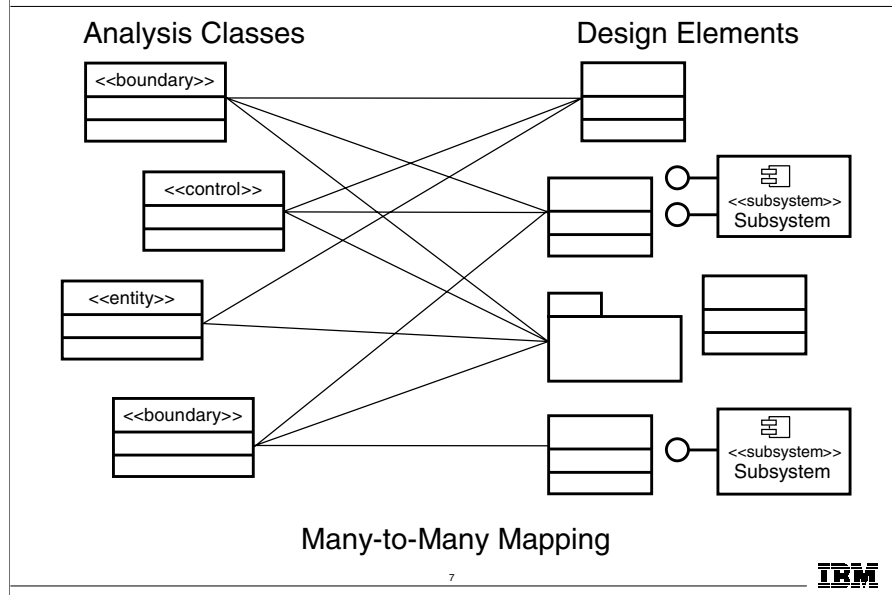 Analysis Classes
Design Elements
<<boundary>>
<<control>>
<<subsystem>>
Subsystem
<<entity>>
<<boundary>>
<<subsystem>>
Subsystem
Many-to-Many Mapping
7
IBM